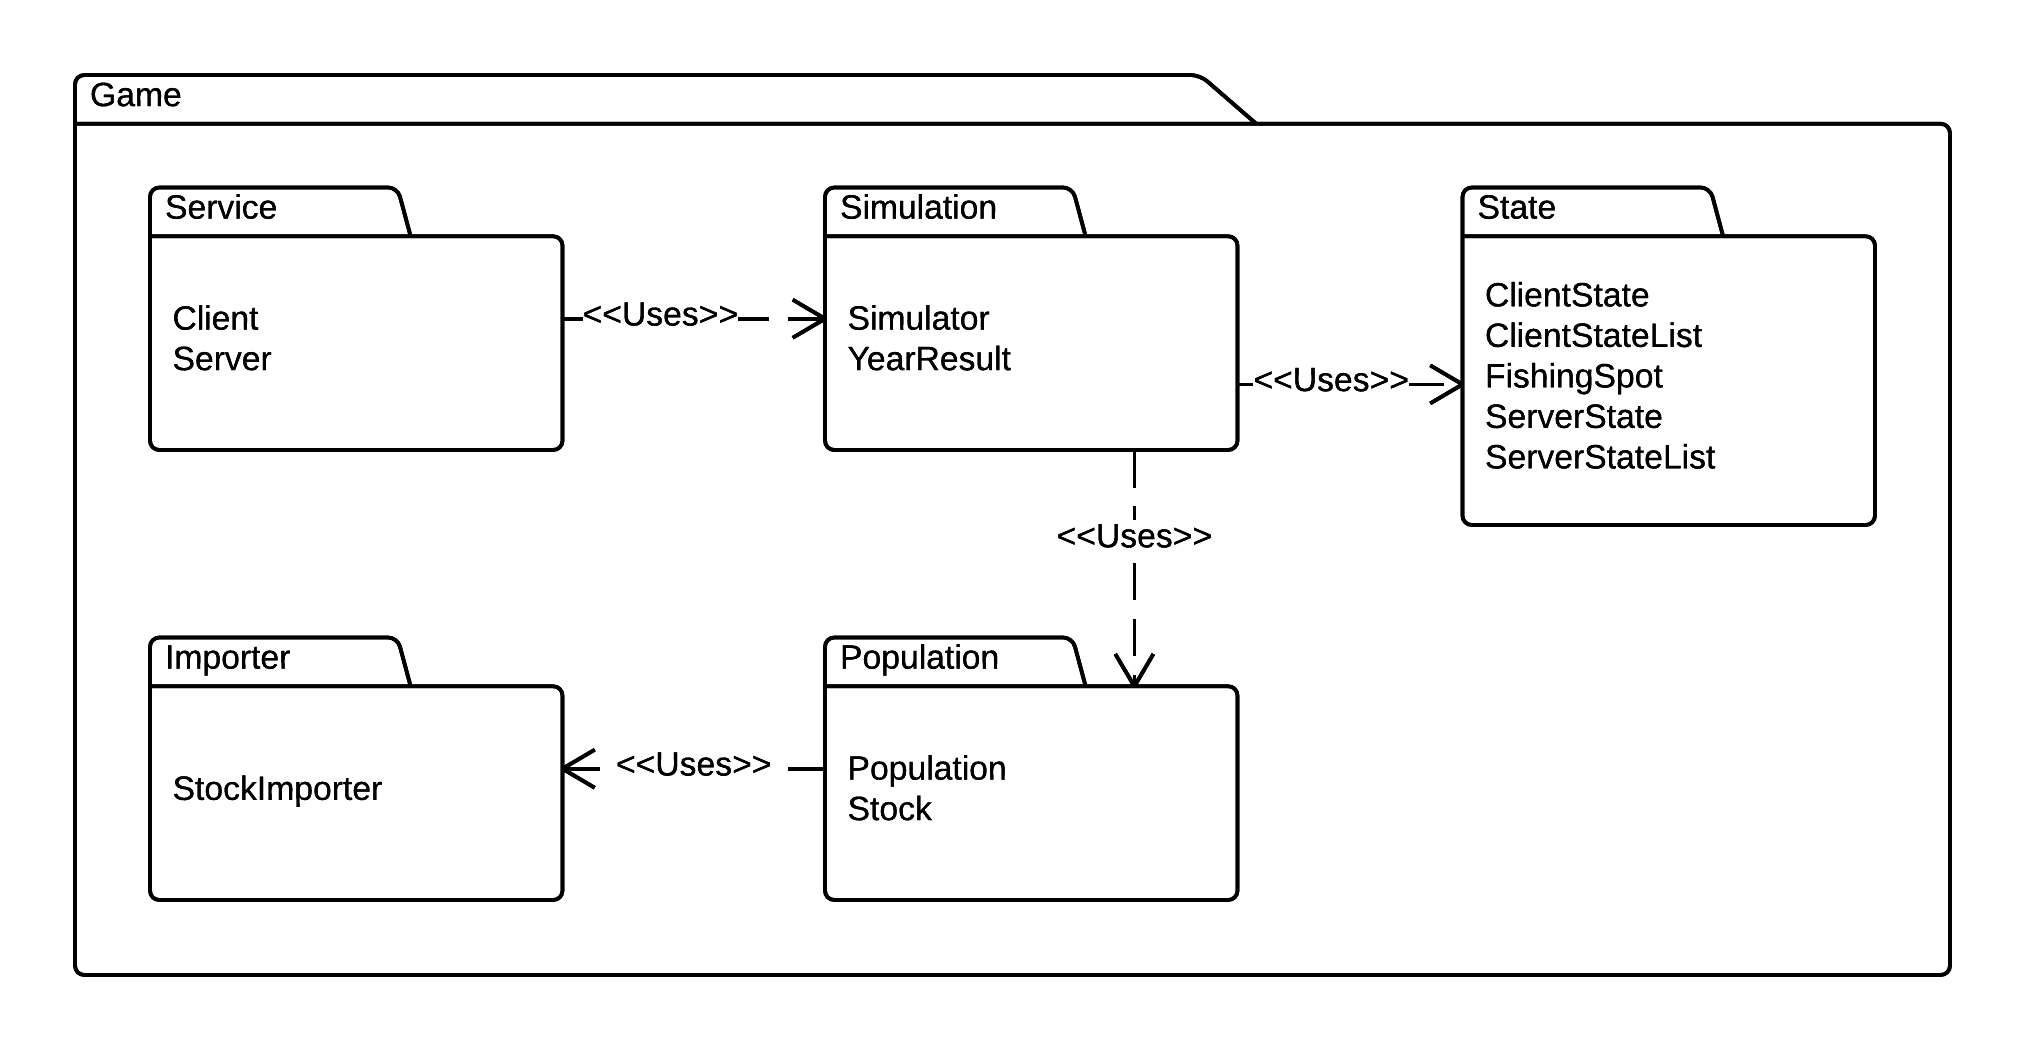 Game
Service
Client
Server
<<Uses>>
Simulation
Simulator
YearResult
<<Uses>>
State
ClientState
ClientStateList
FishingSpot
ServerState
ServerStateList
<<Uses>>
Importer
StockImporter
<<Uses>>
Population
Population
Stock